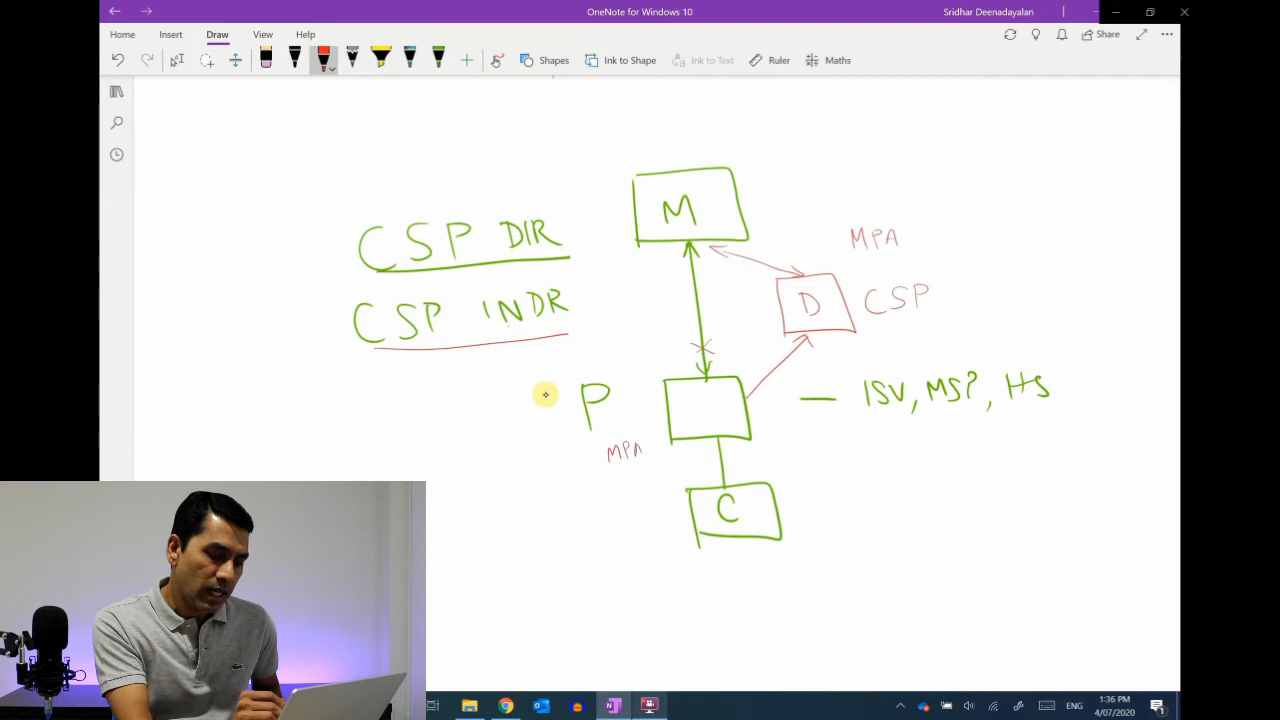 OneNote for Windows 10
Sridhar Deenadayalan
Home Insert Draw View Help
Share
Shapes Ink to Shape Ink to Text Ruler Maths
M
CSP DIR
MPA
CSP INDR
D CSP
P
ISV, MSP, HS
MPA
C
ENG
1:36 PM
4/07/2020